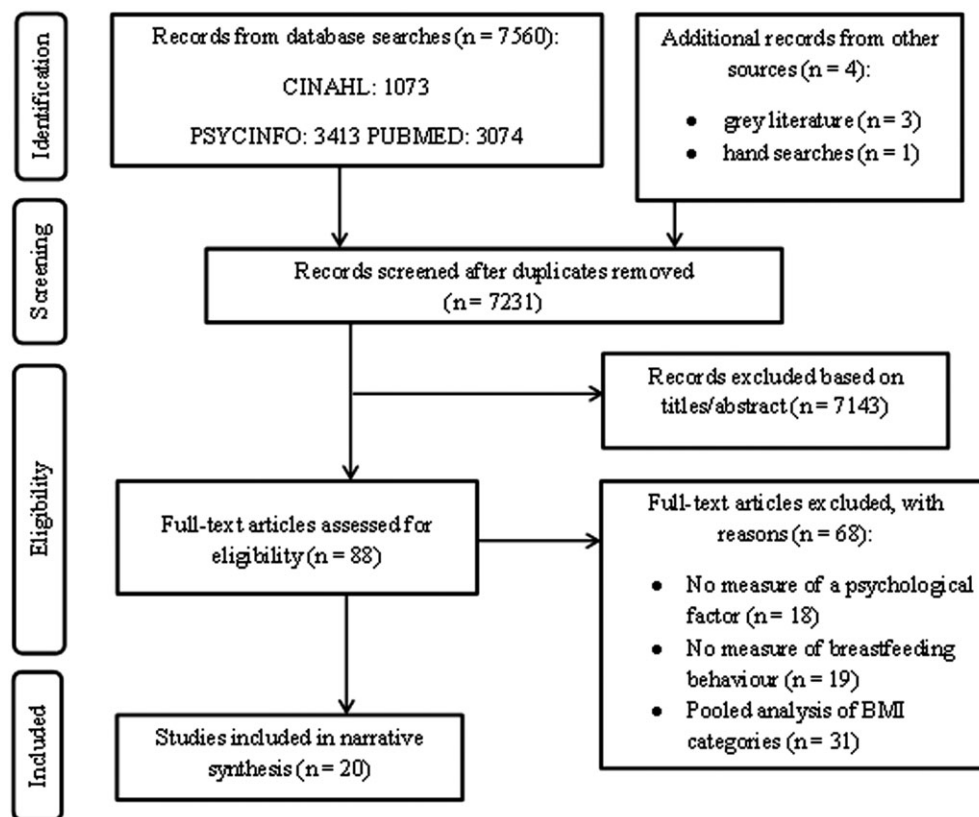 Identification
Records from database searches (n = 7560):
CINAHL: 1073
PSYCINFO: 3413 PUBMED: 3074
Additional records from other
sources (n = 4):
• grey literature (n = 3)
• hand searches (n = 1)
Screening
Records screened after duplicates removed
(n = 7231)
Eligibility
Records excluded based on
titles/abstract (n = 7143)
Full-text articles assessed for
eligibility (n = 88)
Full-text articles excluded, with
reasons (n = 68):
• No measure of a psychological
factor (n = 18)
• No measure of breastfeeding
behaviour (n = 19)
• Pooled analysis of BMI
categories (n = 31)
Included
Studies included in narrative
synthesis (n = 20)